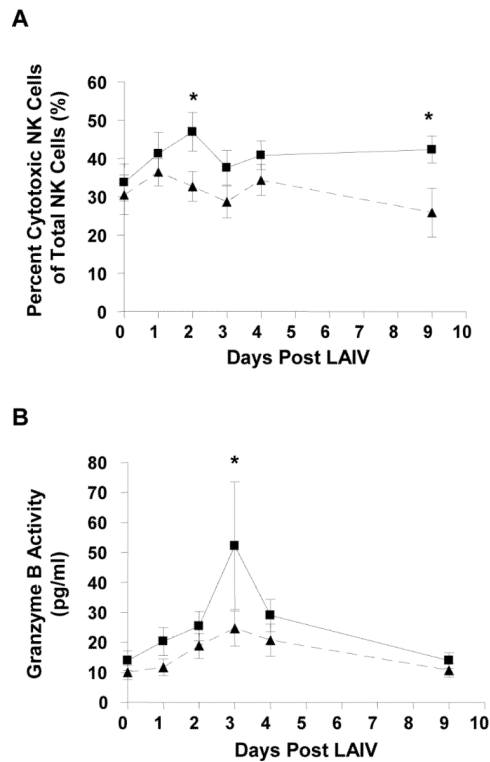 A
Percent Cytotoxic NK Cells
of Total NK Cells (%)
60
50
40
30
20
10
0
*
*
0 1 2 3 4 5 6 7 8 9 10
Days Post LAIV
B
Granzyme B Activity
(pg/ml)
80
70
60
50
40
30
20
10
0
*
0 1 2 3 4 5 6 7 8 9 10
Days Post LAIV